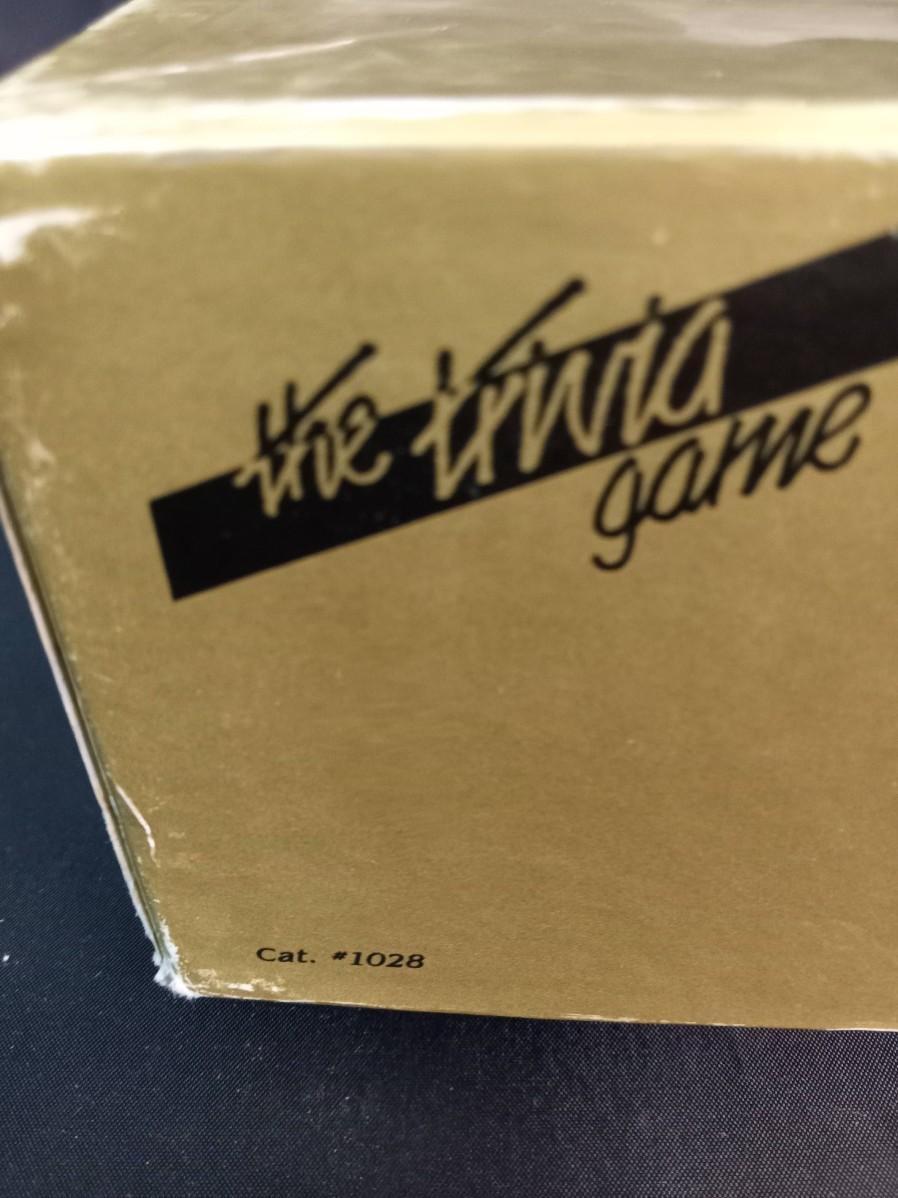 the trivia
game
Cat. #1028